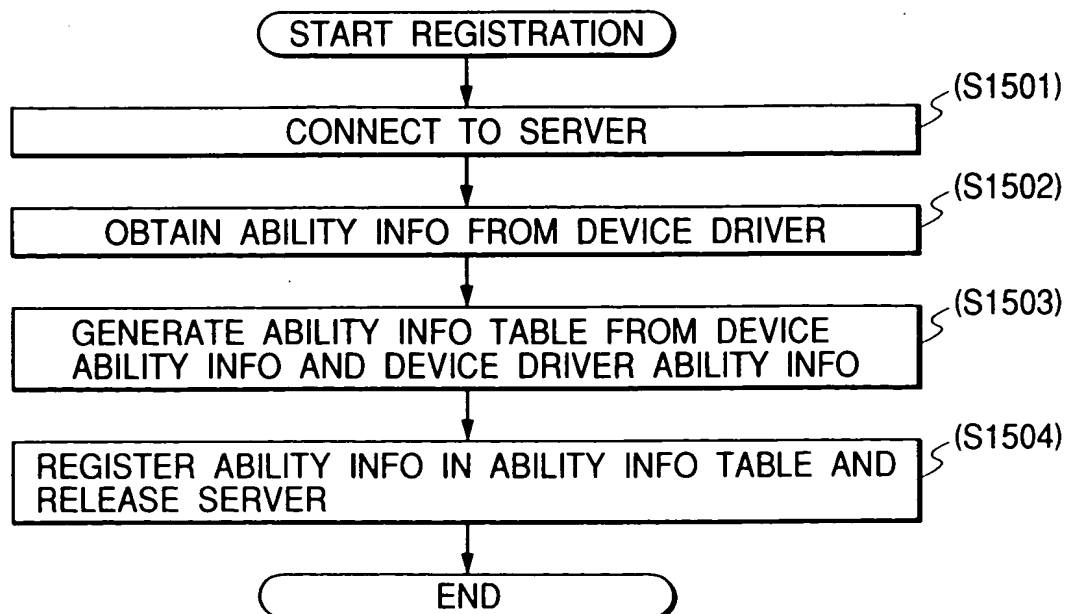 START REGISTRATION
(S1501)
CONNECT TO SERVER
(S1502)
OBTAIN ABILITY INFO FROM DEVICE DRIVER
(S1503)
GENERATE ABILITY INFO TABLE FROM DEVICE
ABILITY INFO AND DEVICE DRIVER ABILITY INFO
(S1504)
REGISTER ABILITY INFO IN ABILITY INFO TABLE AND
RELEASE SERVER
END